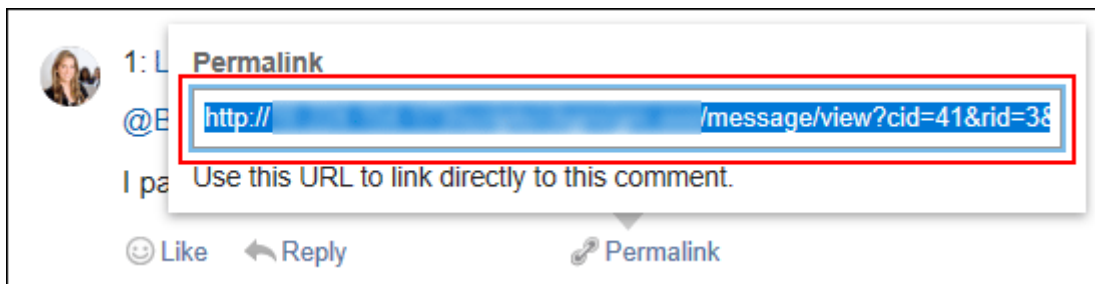 1: L
Permalink
@B
http:// /message/view?cid=41&rid=3&
I pa
Use this URL to link directly to this comment.
Like Reply Permalink